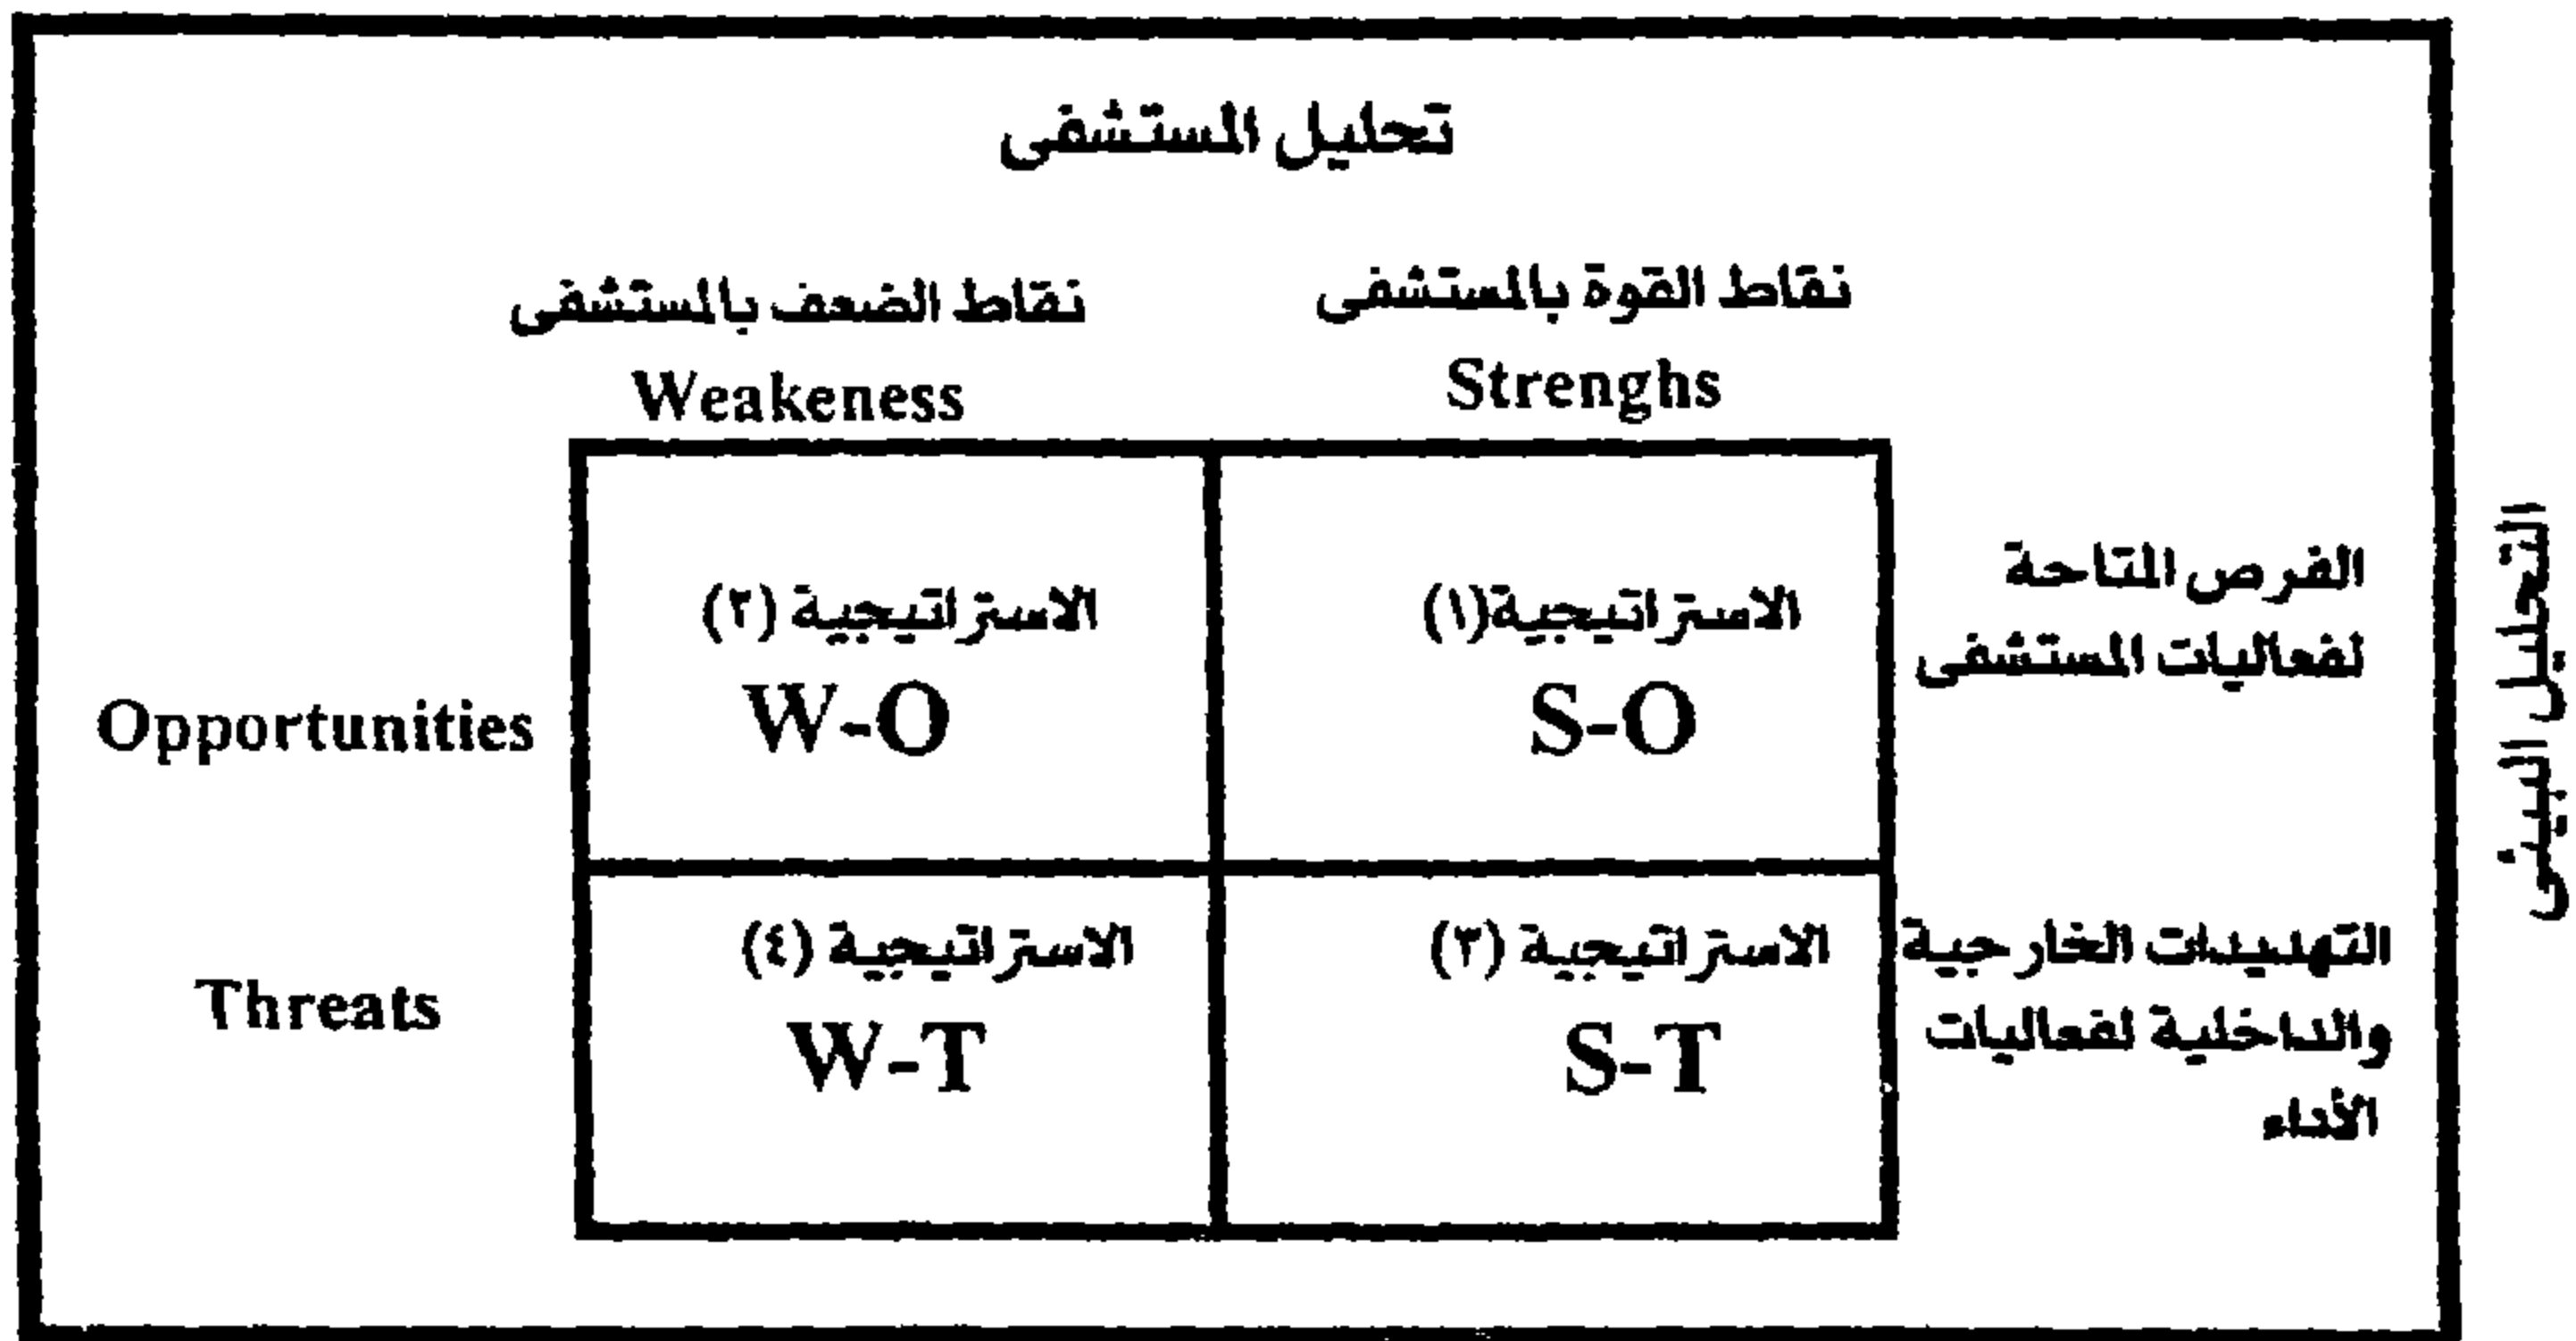 تحليل المستشفى
نقاط القوة بالمستشفى
Strenghs
نقاط الضعف بالمستشفى
Weakeness
التحليل البيئى
الفرص المتاحة
لفعاليات المستشفى
الاستراتيجية(١)
S-O
الاستراتيجية (٢)
W-O
Opportunities
التهديدات الخارجية
والداخلية لفعاليات
الأداء
الاستراتيجية (٣)
S-T
الاستراتيجية (٤)
W-T
Threats